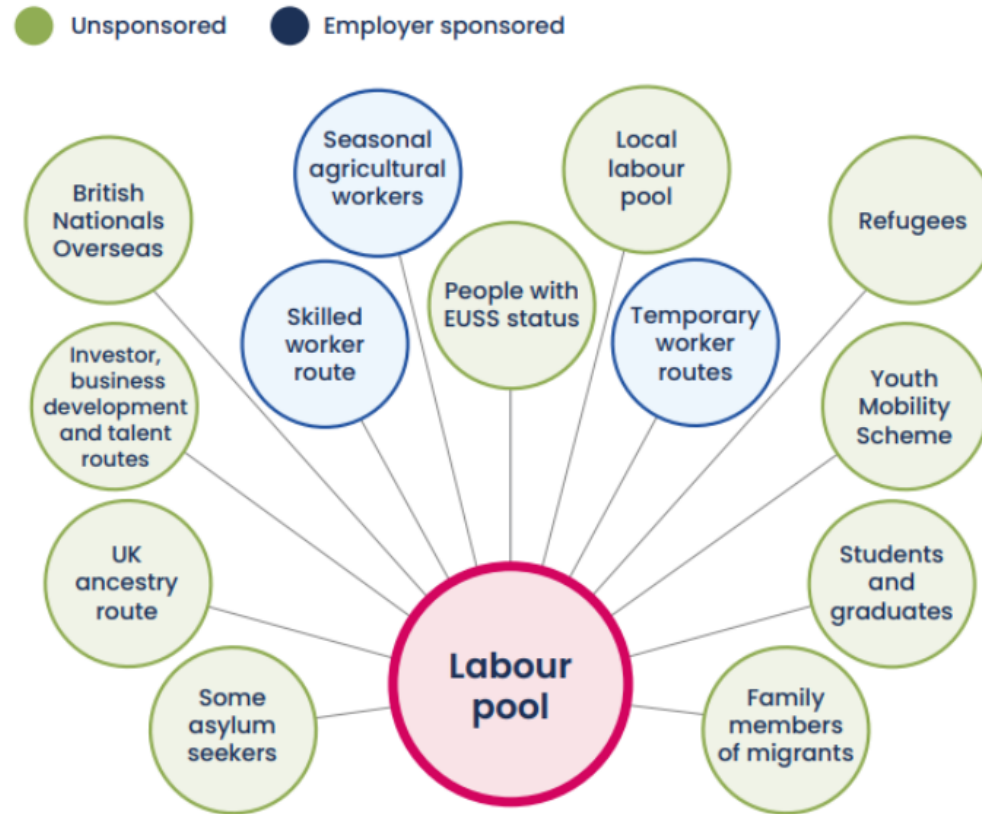 Unsponsored
Employer sponsored
Seasonal
agricultural
workers
Local
labour
pool
British
Nationals
Overseas
Refugees
People with
EUSS status
Skilled
worker
route
Temporary
worker
routes
Investor,
business
development
and talent
routes
Youth
Mobility
Scheme
UK
ancestry
route
Students
and
graduates
Labour
pool
Some
asylum
seekers
Family
members
of migrants